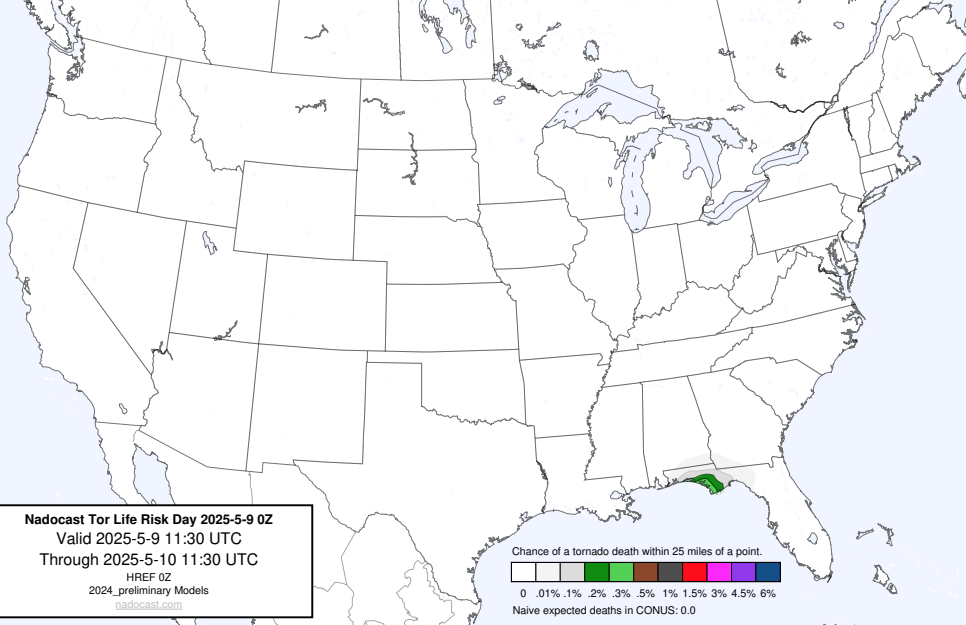 Nadocast Tor Life Risk Day 2025-5-9 0Z
Valid 2025-5-9 11:30 UTC
Through 2025-5-10 11:30 UTC
HREF 0Z
2024_preliminary Models
nadocast.com
Chance of a tornado death within 25 miles of a point.
0 .01% .1% .2% .3% .5% 1% 1.5% 3% 4.5% 6%
Naive expected deaths in CONUS: 0.0